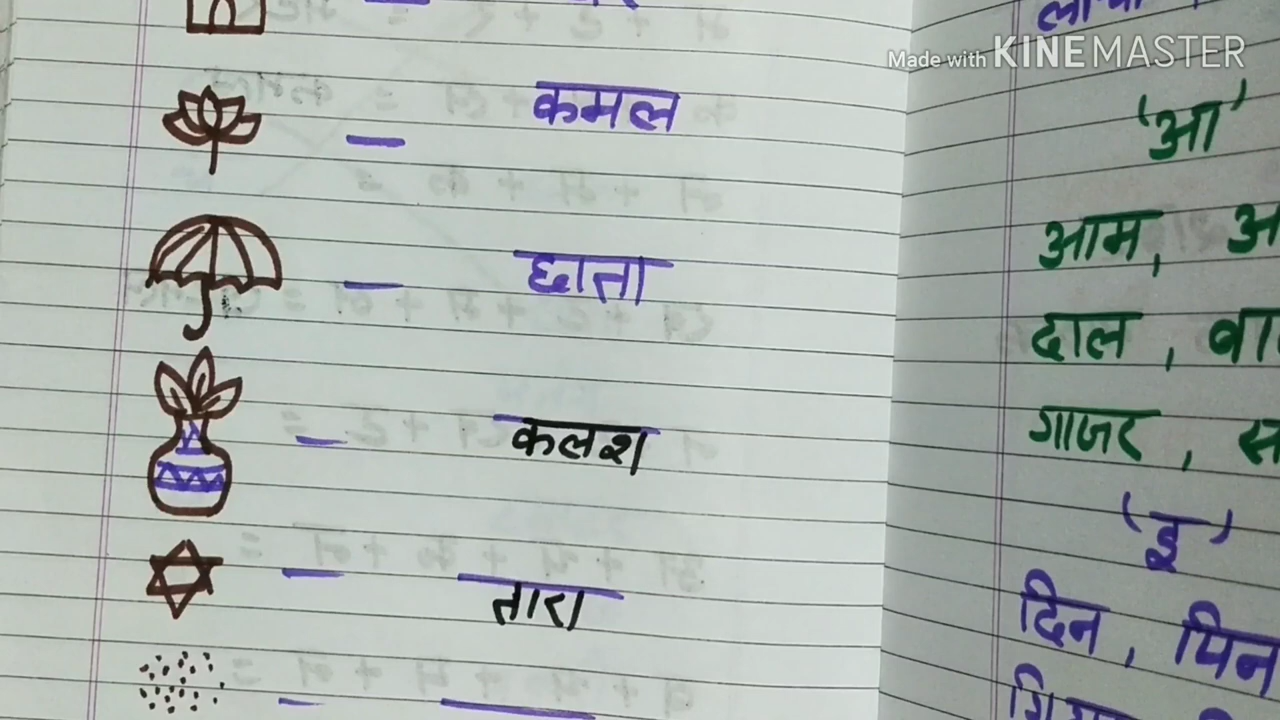 Made with KINEMASTER
– कमल
– छाता
– कलश
– तारा
'आ'
आम,
दाल,
गाजर,
'इ'
दिन, पिन